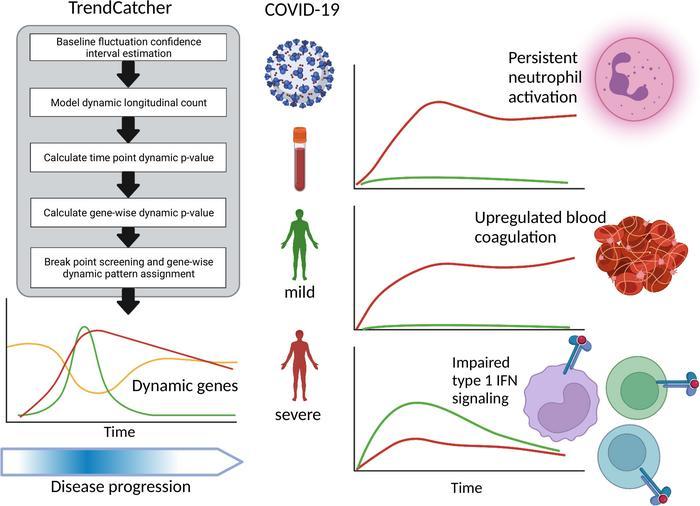 TrendCatcher
Baseline fluctuation confidence
interval estimation
Model dynamic longitudinal count
Calculate time point dynamic p-value
Calculate gene-wise dynamic p-value
Break point screening and gene-wise
dynamic pattern assignment
Dynamic genes
Time
Disease progression
COVID-19
mild
severe
Persistent
neutrophil
activation
Upregulated blood
coagulation
Impaired
type 1 IFN
signaling
Time